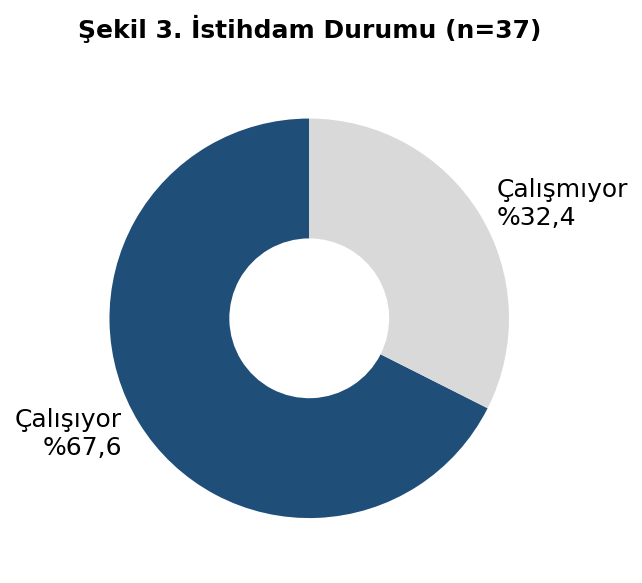 Şekil 3. İstihdam Durumu (n=37)
Çalışmıyor
%32,4
Çalışıyor
%67,6